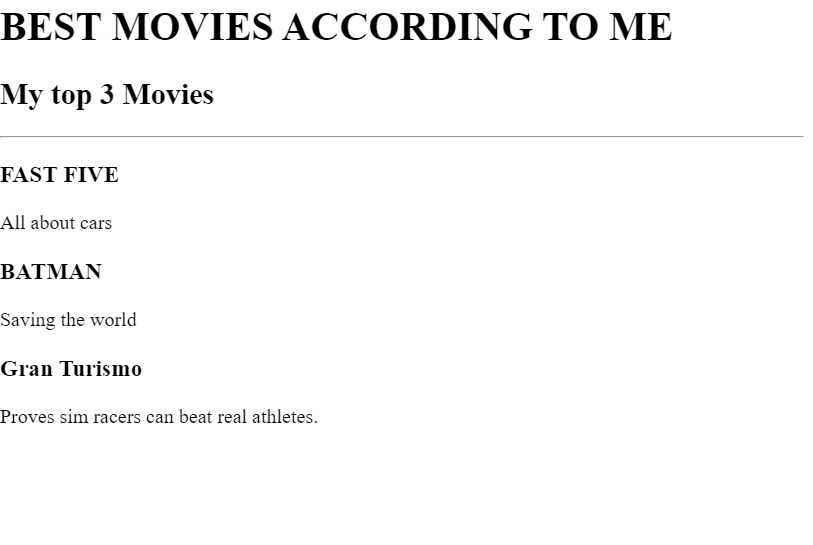 BEST MOVIES ACCORDING TO ME
My top 3 Movies
FAST FIVE
All about cars
BATMAN
Saving the world
Gran Turismo
Proves sim racers can beat real athletes.